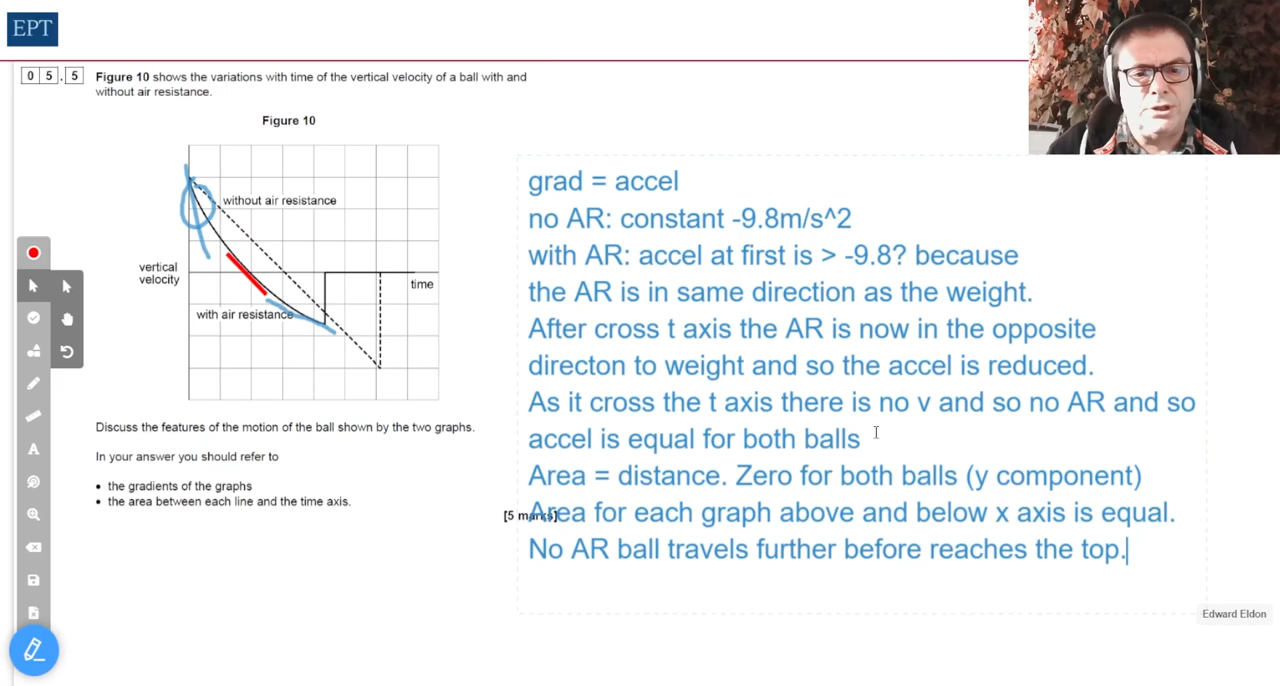 EPT
0 5 . 5
Figure 10 shows the variations with time of the vertical velocity of a ball with and
without air resistance.
Figure 10
without air resistance
vertical
velocity
time
with air resistance
Discuss the features of the motion of the ball shown by the two graphs.
In your answer you should refer to
• the gradients of the graphs
• the area between each line and the time axis.
[5 marks]
grad = accel
no AR: constant -9.8m/s^2
with AR: accel at first is > -9.8? because
the AR is in same direction as the weight.
After cross t axis the AR is now in the opposite
directon to weight and so the accel is reduced.
As it cross the t axis there is no v and so no AR and so
accel is equal for both balls
Area = distance. Zero for both balls (y component)
Area for each graph above and below x axis is equal.
No AR ball travels further before reaches the top.
A
Edward Eldon